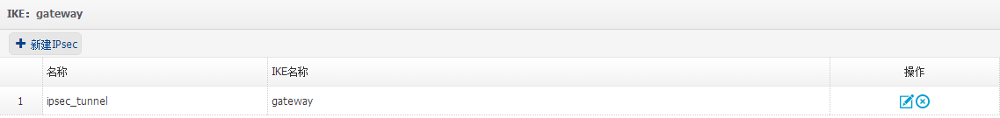 IKE：gateway
新建IPsec
名称 IKE名称 操作
1 ipsec_tunnel gateway